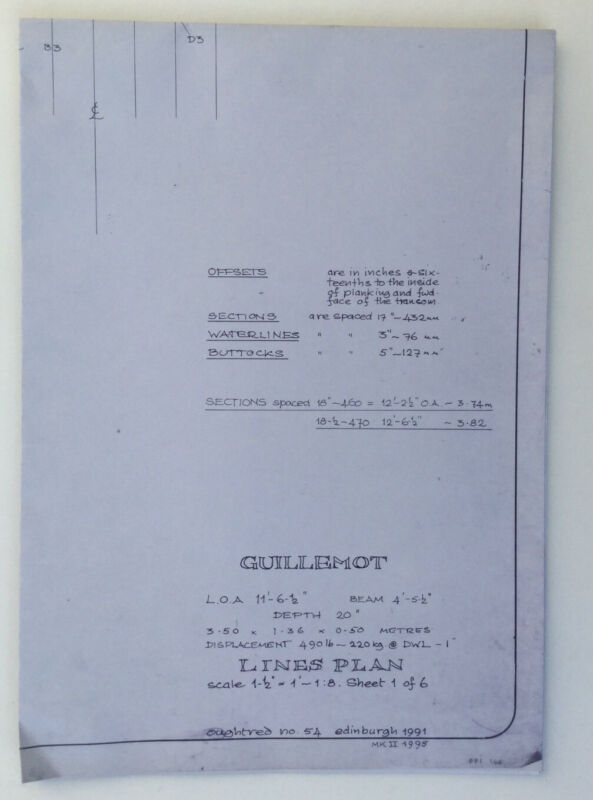 B3
D3
℄
OFFSETS are in inches & six-
teenths to the inside
of planking and fwd.
face of the transom.
SECTIONS are spaced 17"~432mm
WATERLINES " " 3"~76 mm
BUTTOCKS " " 5"~127mm
SECTIONS spaced 18"~460 = 12'-2½" O.A. ~ 3·74m
18-½~470 12'-6½" ~ 3·82
GUILLEMOT
L.O.A 11'-6-½" BEAM 4'-5½"
DEPTH 20"
3·50 x 1·36 x 0·50 METRES
DISPLACEMENT 490lb~220kg @ DWL-1"
LINES PLAN
scale 1-½" = 1'~1:8. Sheet 1 of 6
oughtred no. 54 edinburgh 1991
MK II 1995